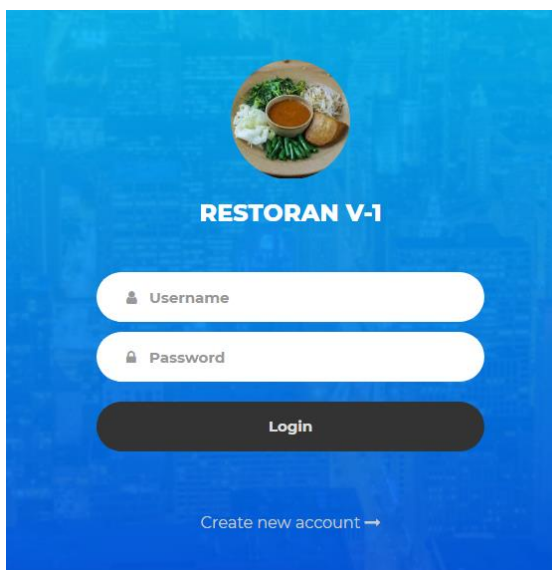 RESTORAN V-1
Username
Password
Login
Create new account →